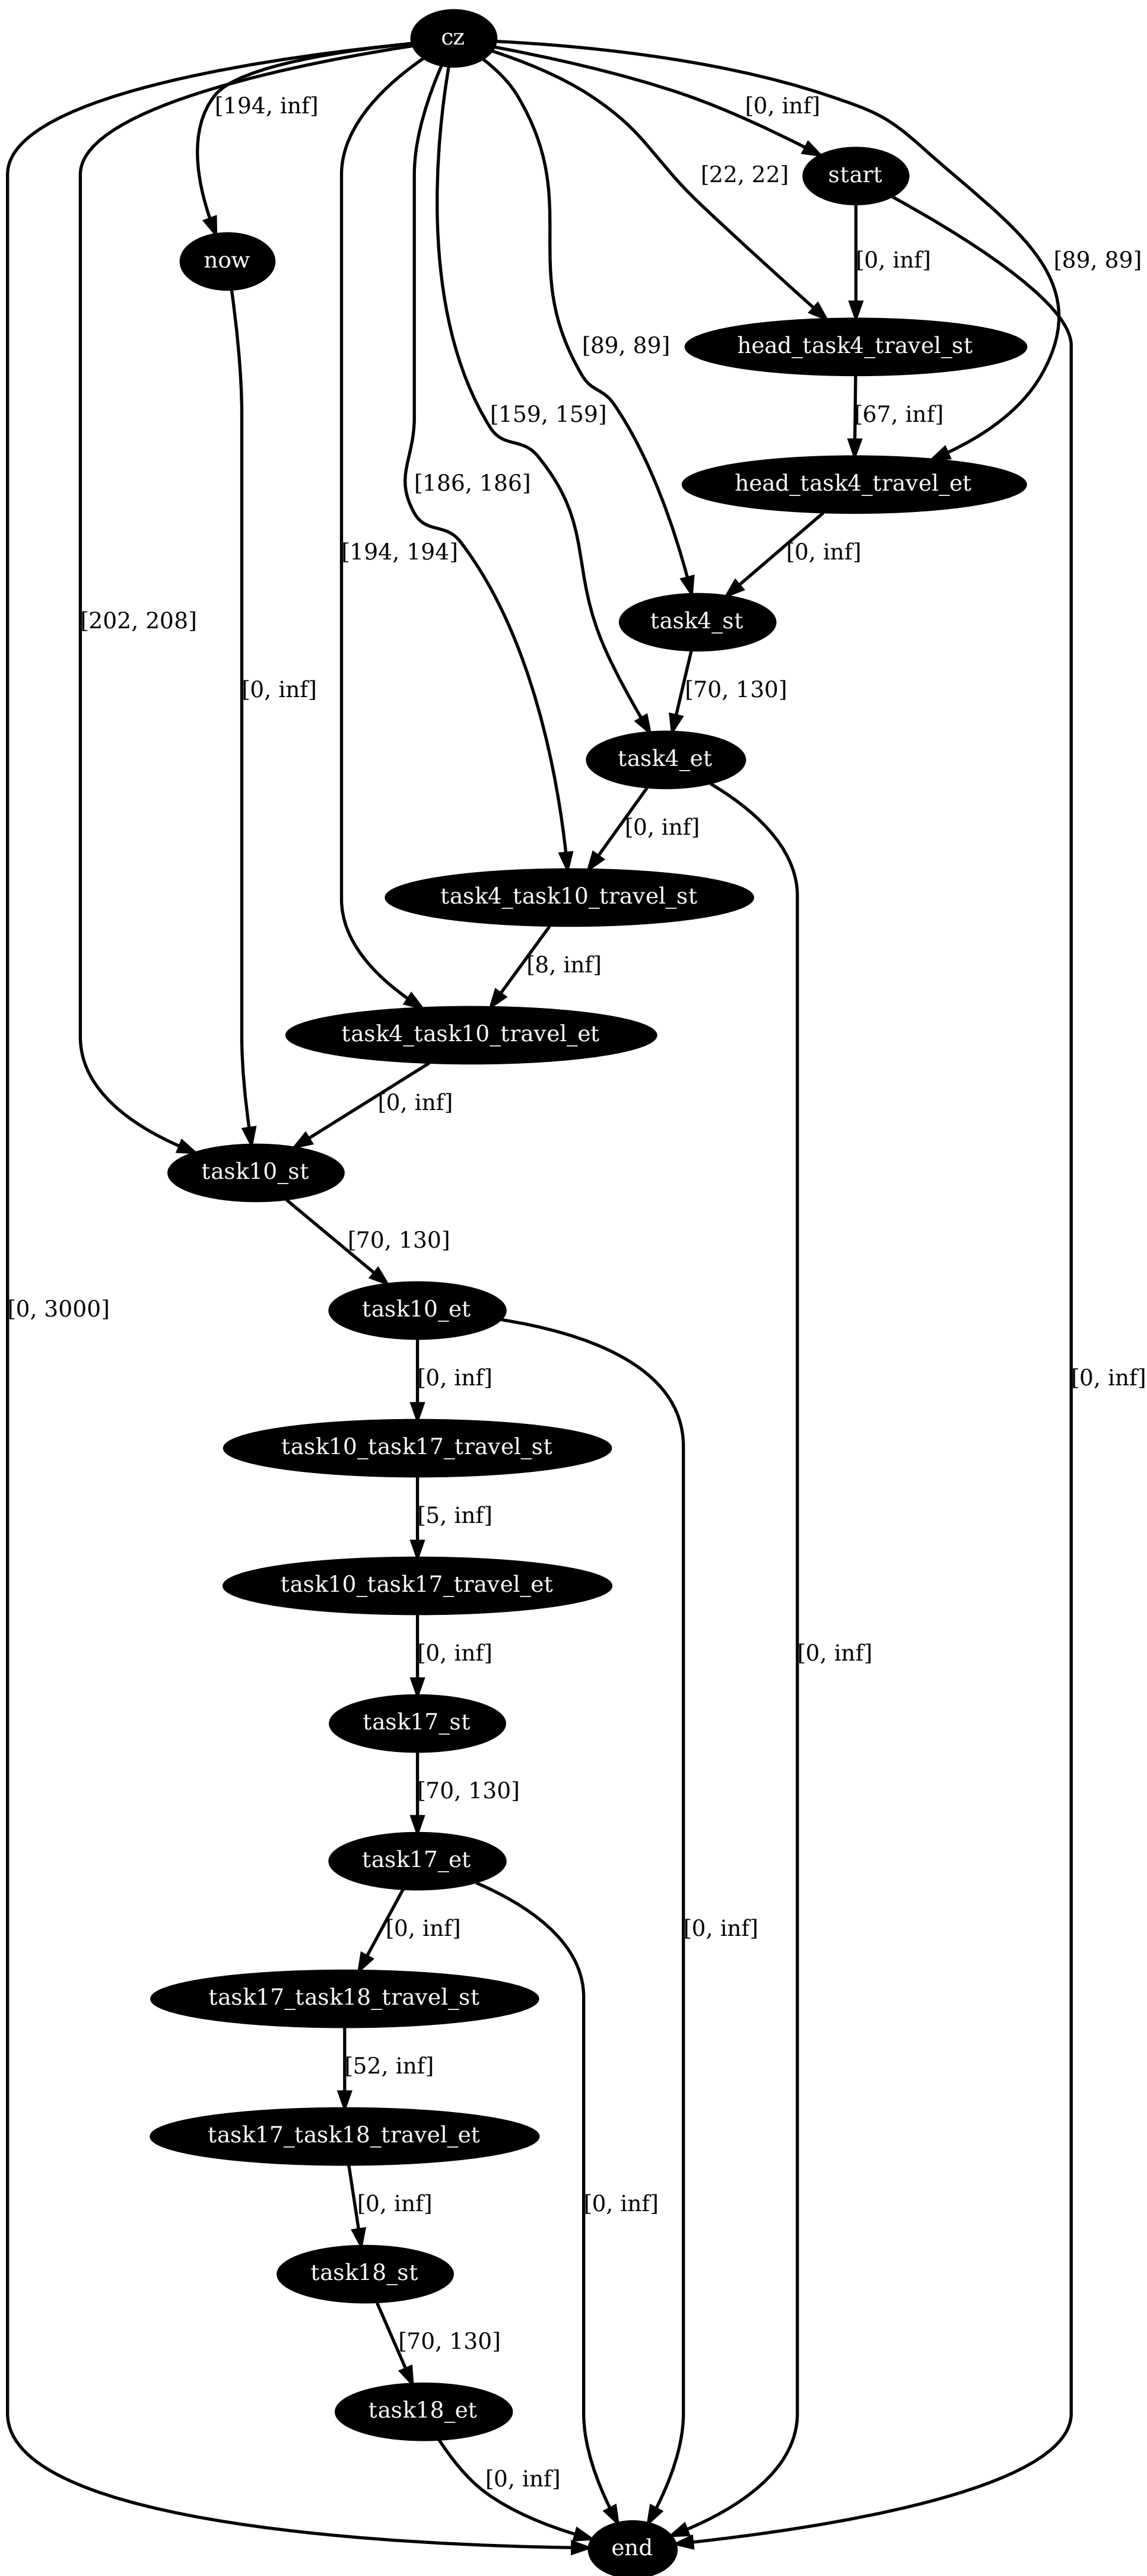 cz
[194, inf]
[0, inf]
start
[22, 22]
now
[0, inf]
[89, 89]
head_task4_travel_st
[89, 89]
[159, 159]
[67, inf]
head_task4_travel_et
[186, 186]
[194, 194]
[0, inf]
task4_st
[202, 208]
[0, inf]
[70, 130]
task4_et
[0, inf]
task4_task10_travel_st
[8, inf]
task4_task10_travel_et
[0, inf]
task10_st
[70, 130]
[0, 3000]
task10_et
[0, inf]
[0, inf]
task10_task17_travel_st
[5, inf]
task10_task17_travel_et
[0, inf]
[0, inf]
task17_st
[70, 130]
task17_et
[0, inf]
[0, inf]
task17_task18_travel_st
[52, inf]
task17_task18_travel_et
[0, inf]
[0, inf]
task18_st
[70, 130]
task18_et
[0, inf]
end